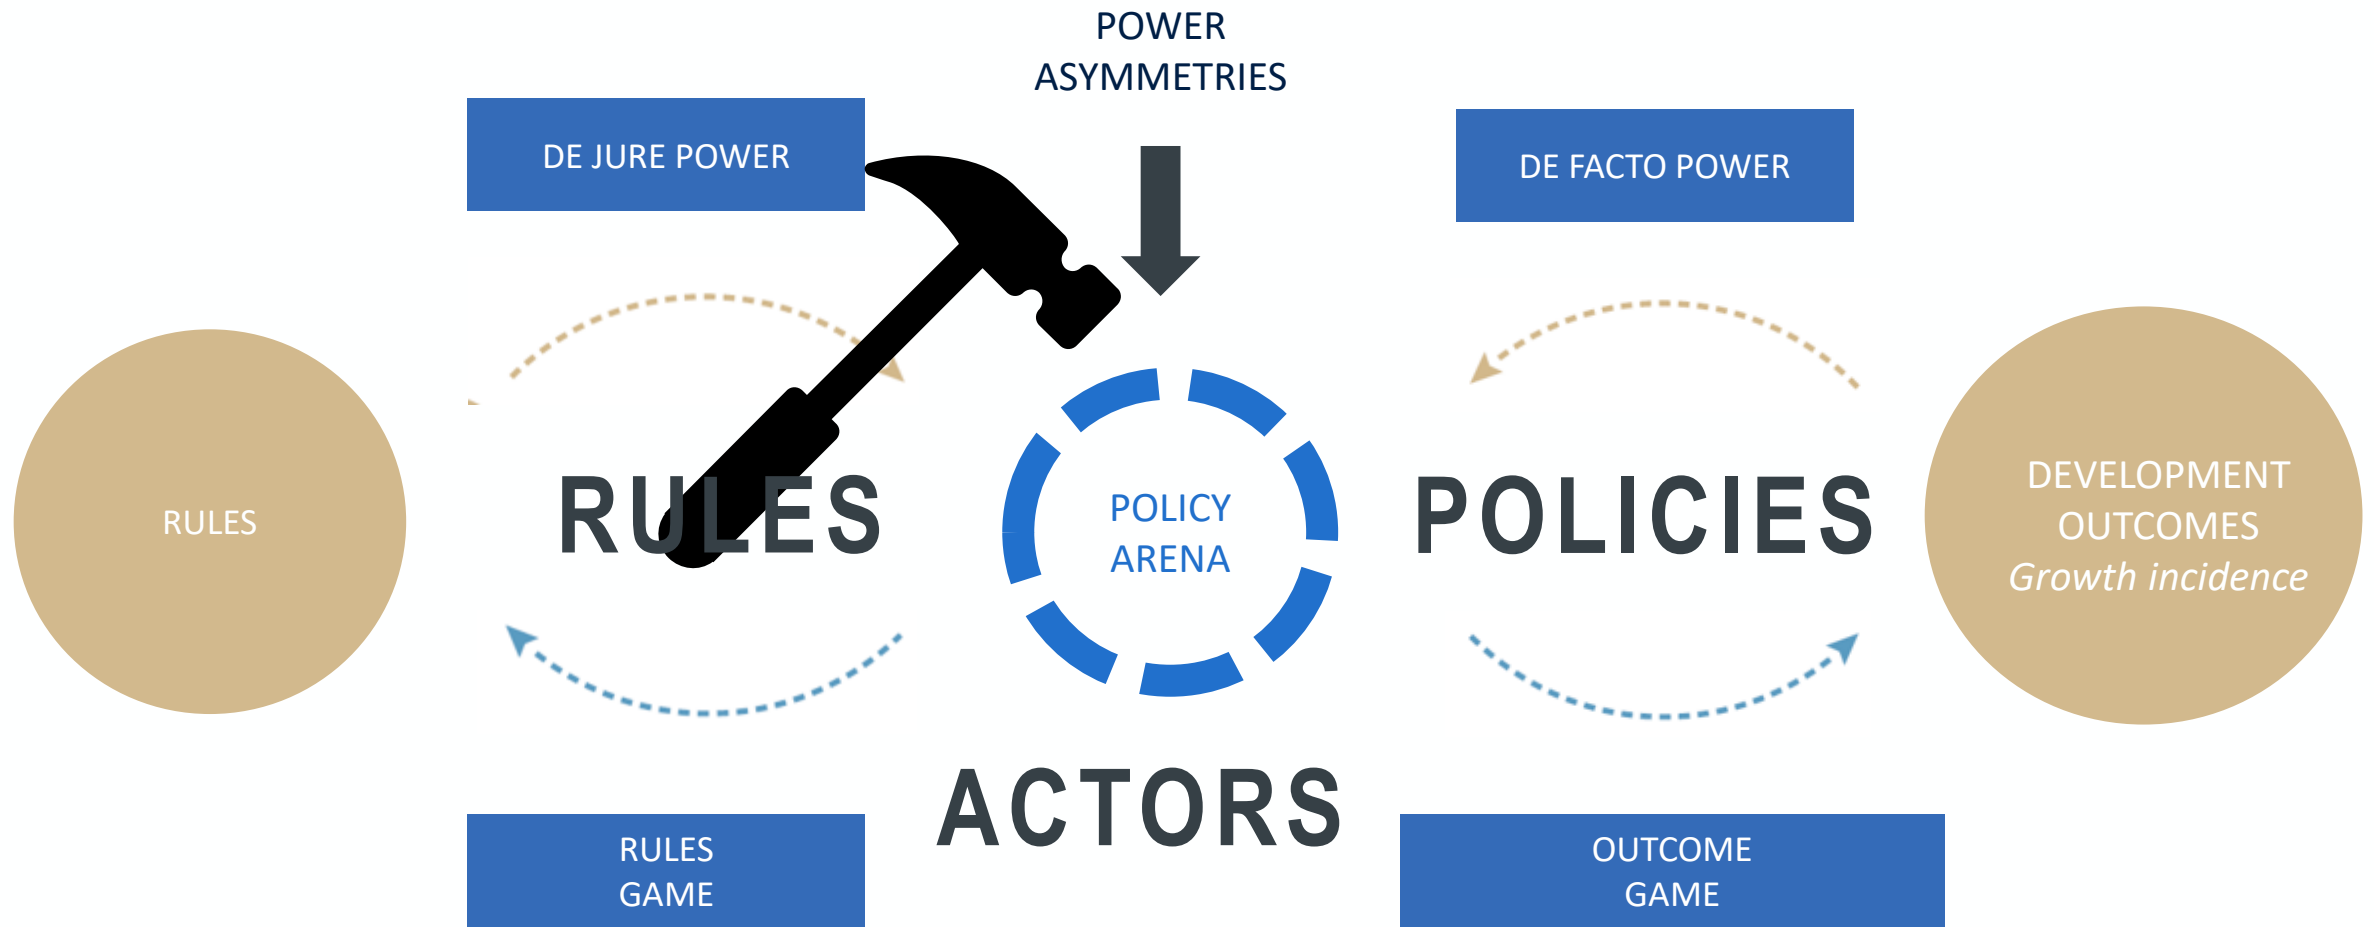 POWER
ASYMMETRIES
DE JURE POWER
DE FACTO POWER
RULES
RULES
POLICY
ARENA
POLICIES
DEVELOPMENT
OUTCOMES
Growth incidence
ACTORS
RULES
GAME
OUTCOME
GAME